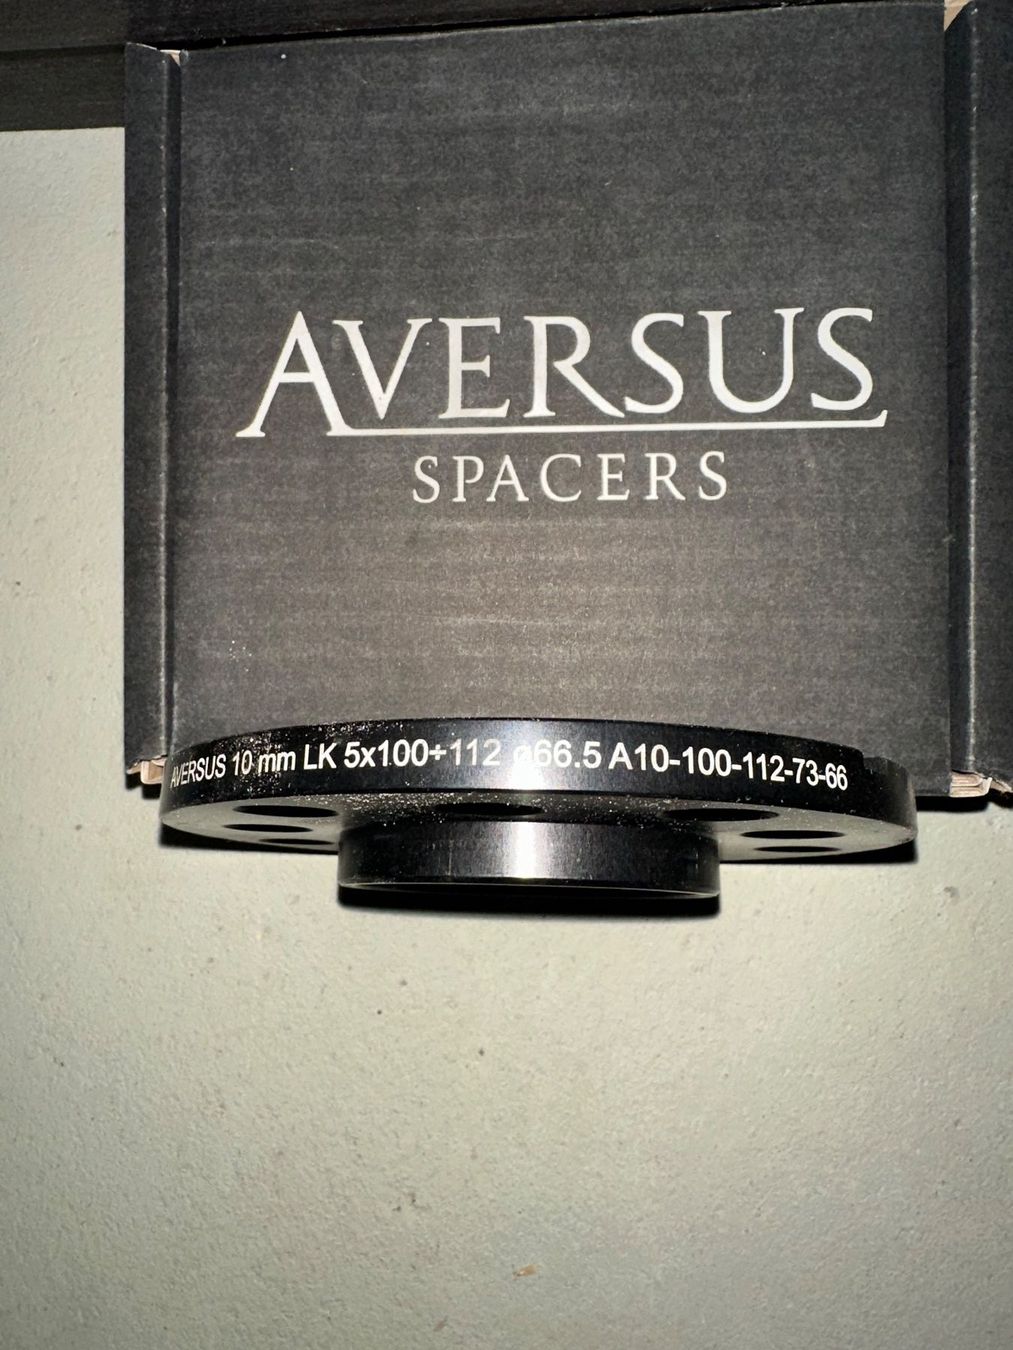 AVERSUS
SPACERS
AVERSUS 10 mm LK 5x100÷112 ø66.5 A10-100-112-73-66